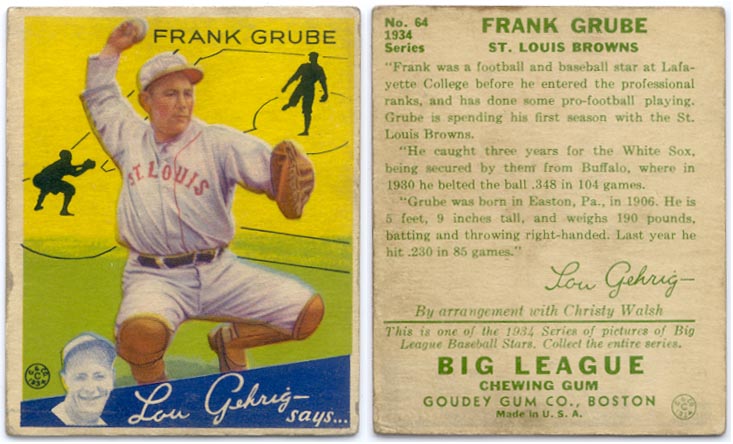 FRANK GRUBE
ST. LOUIS
Lou Gehrig—
says...
No. 64
1934
Series
FRANK GRUBE
ST. LOUIS BROWNS
"Frank was a football and baseball star at Lafa-
yette College before he entered the professional
ranks, and has done some pro-football playing.
Grube is spending his first season with the St.
Louis Browns.
"He caught three years for the White Sox,
being secured by them from Buffalo, where in
1930 he belted the ball .348 in 104 games.
"Grube was born in Easton, Pa., in 1906. He is
5 feet, 9 inches tall, and weighs 190 pounds,
batting and throwing right-handed. Last year he
hit .230 in 85 games."
Lou Gehrig—
By arrangement with Christy Walsh
This is one of the 1934 Series of pictures of Big
League Baseball Stars. Collect the entire series.
BIG LEAGUE
CHEWING GUM
GOUDEY GUM CO., BOSTON
Made in U. S. A.